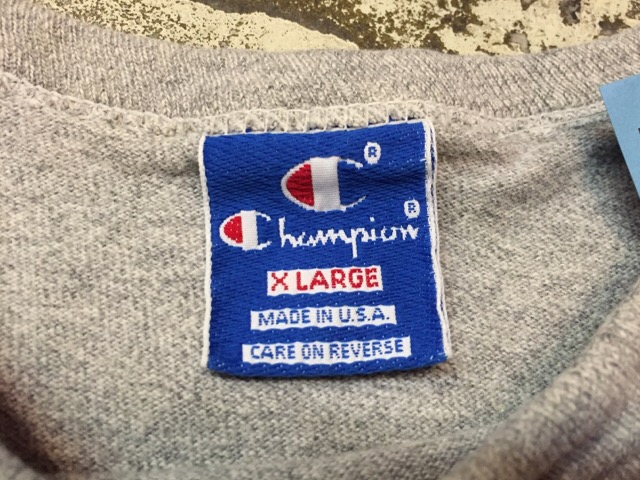 ®
Champion®
X LARGE
MADE IN U.S.A.
CARE ON REVERSE